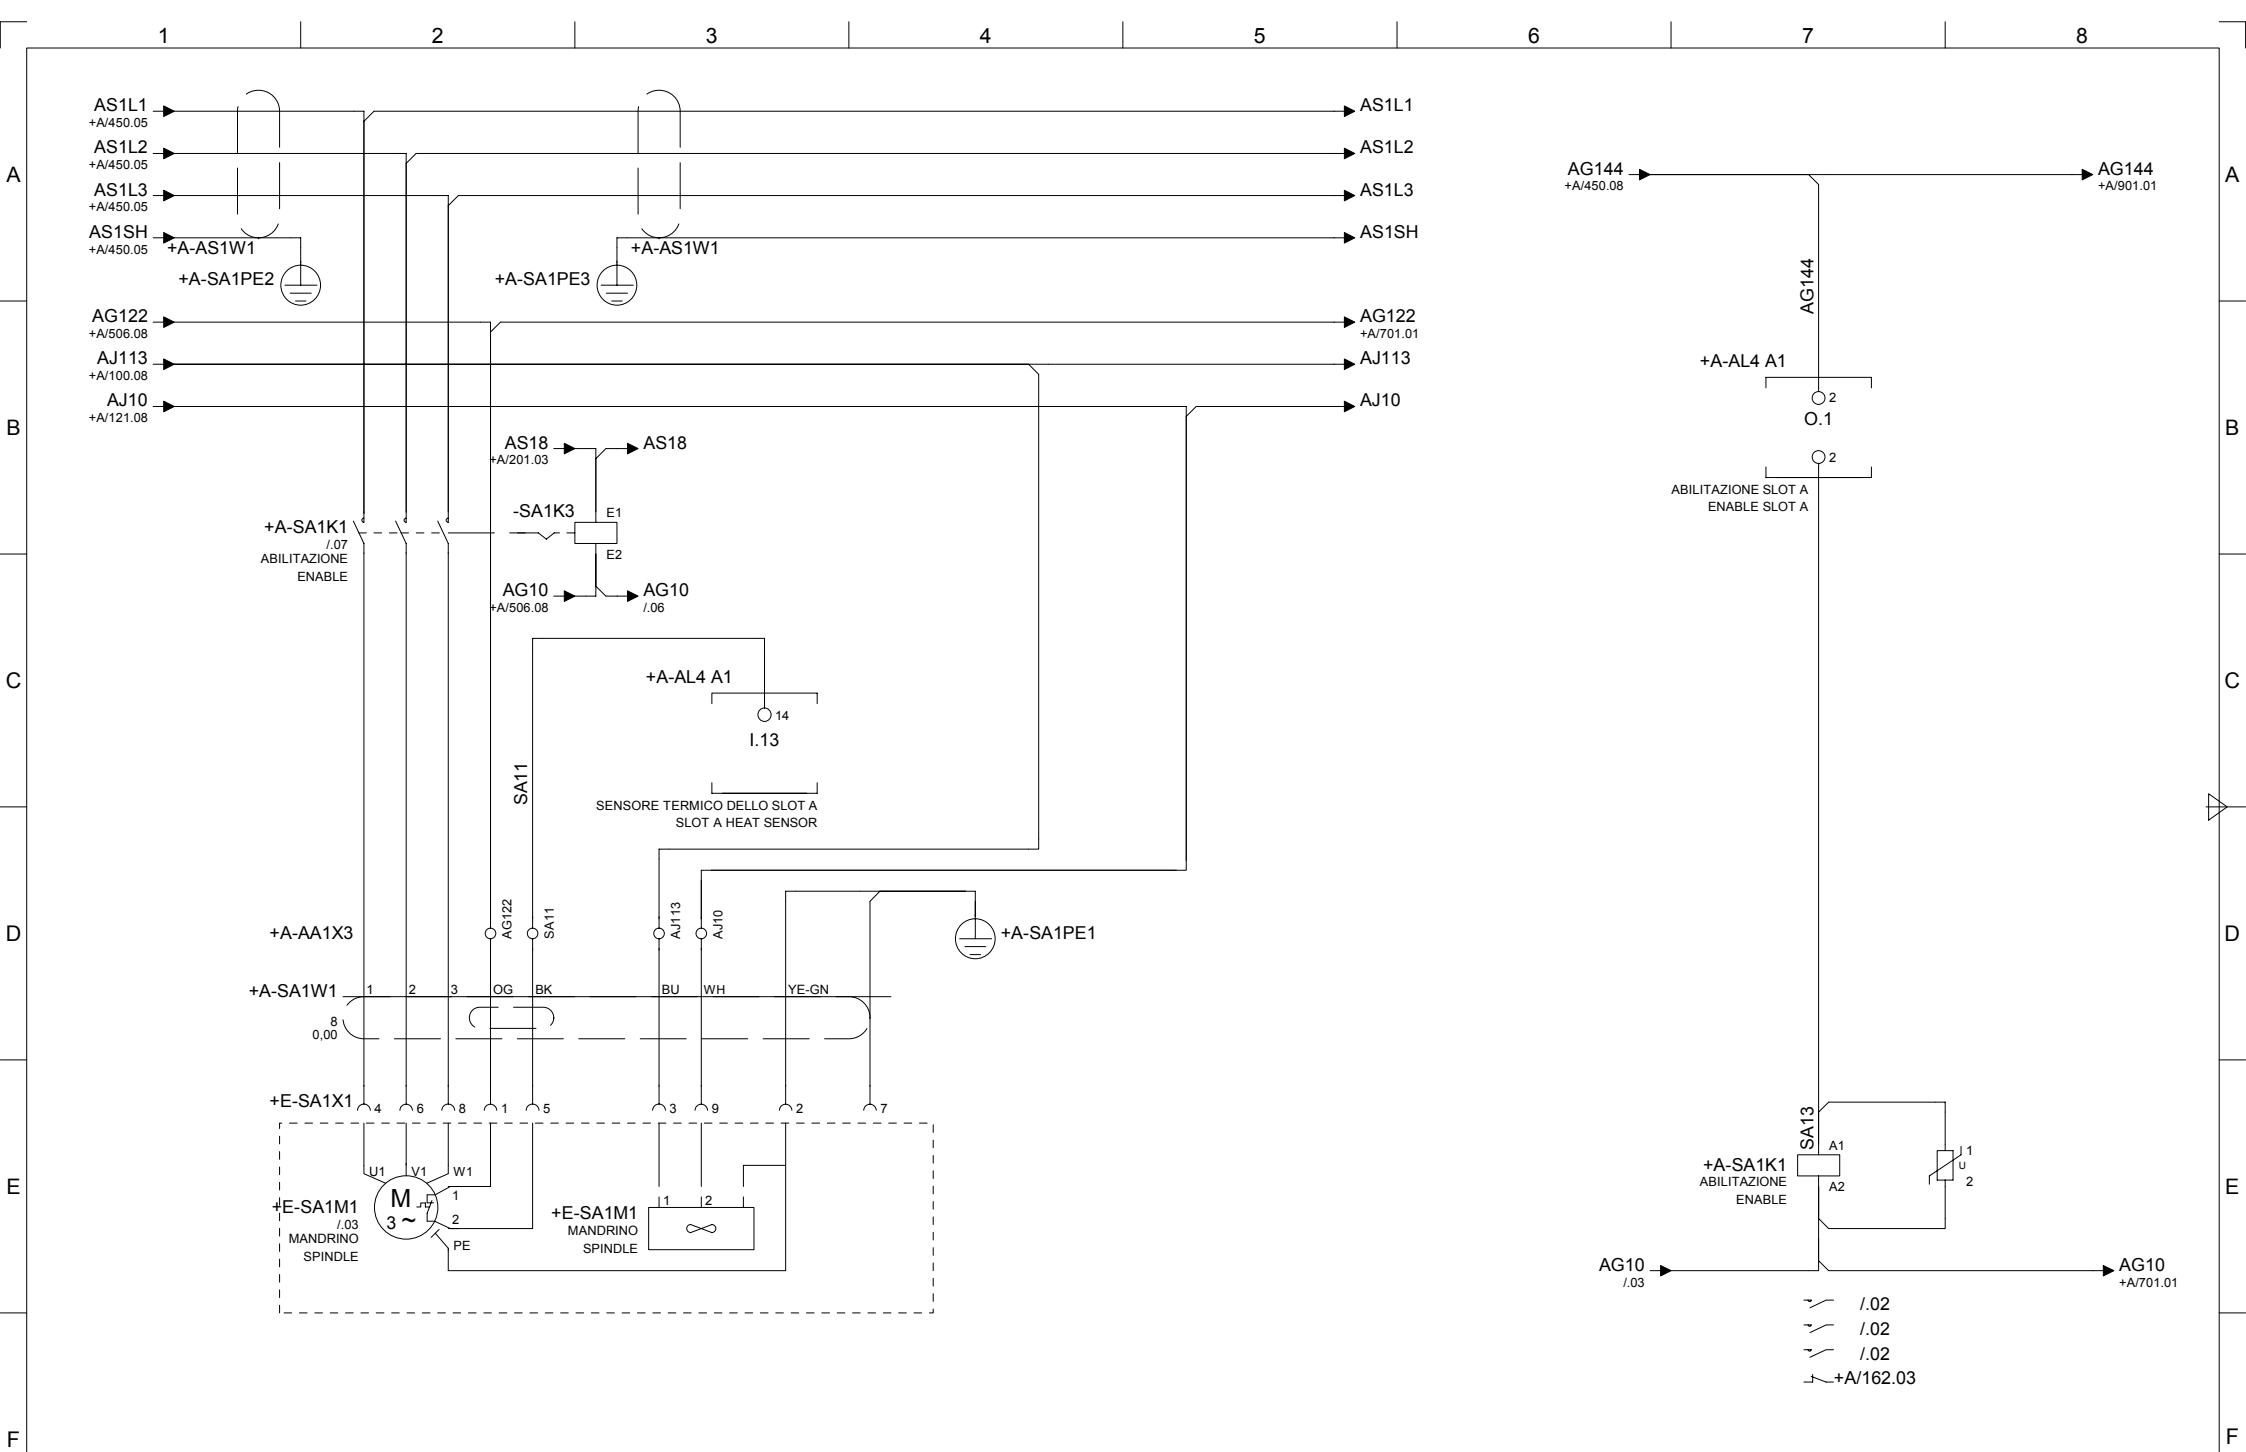 1 2 3 4 5 6 7 8
AS1L1
+A/450.05
AS1L1
AS1L2
+A/450.05
AS1L2
A
AG144
+A/450.08
AG144
+A/901.01
A
AS1L3
+A/450.05
AS1L3
AS1SH
+A/450.05
+A-AS1W1
+A-AS1W1
AS1SH
+A-SA1PE2
+A-SA1PE3
AG144
AG122
+A/506.08
AG122
+A/701.01
AJ113
+A/100.08
AJ113
+A-AL4 A1
2
O.1
AJ10
+A/121.08
AJ10
B
B
AS18
+A/201.03
AS18
2
ABILITAZIONE SLOT A
ENABLE SLOT A
+A-SA1K1
/.07
ABILITAZIONE
ENABLE
-SA1K3
E1
E2
AG10
+A/506.08
AG10
/.06
C
C
+A-AL4 A1
14
I.13
SA11
SENSORE TERMICO DELLO SLOT A
SLOT A HEAT SENSOR
D
D
+A-AA1X3
AG122
SA11
AJ113
AJ10
+A-SA1PE1
+A-SA1W1
1 2 3 OG BK BU WH YE-GN
8
0,00
+E-SA1X1
4 6 8 1 5 3 9 2 7
SA13
E
E
U1 V1 W1
M
3 ~
1
2
PE
+E-SA1M1
/.03
MANDRINO
SPINDLE
+E-SA1M1
MANDRINO
SPINDLE
1 2
+A-SA1K1
ABILITAZIONE
ENABLE
A1
A2
1
U
2
AG10
/.03
AG10
+A/701.01
/.02
/.02
/.02
+A/162.03
F
F